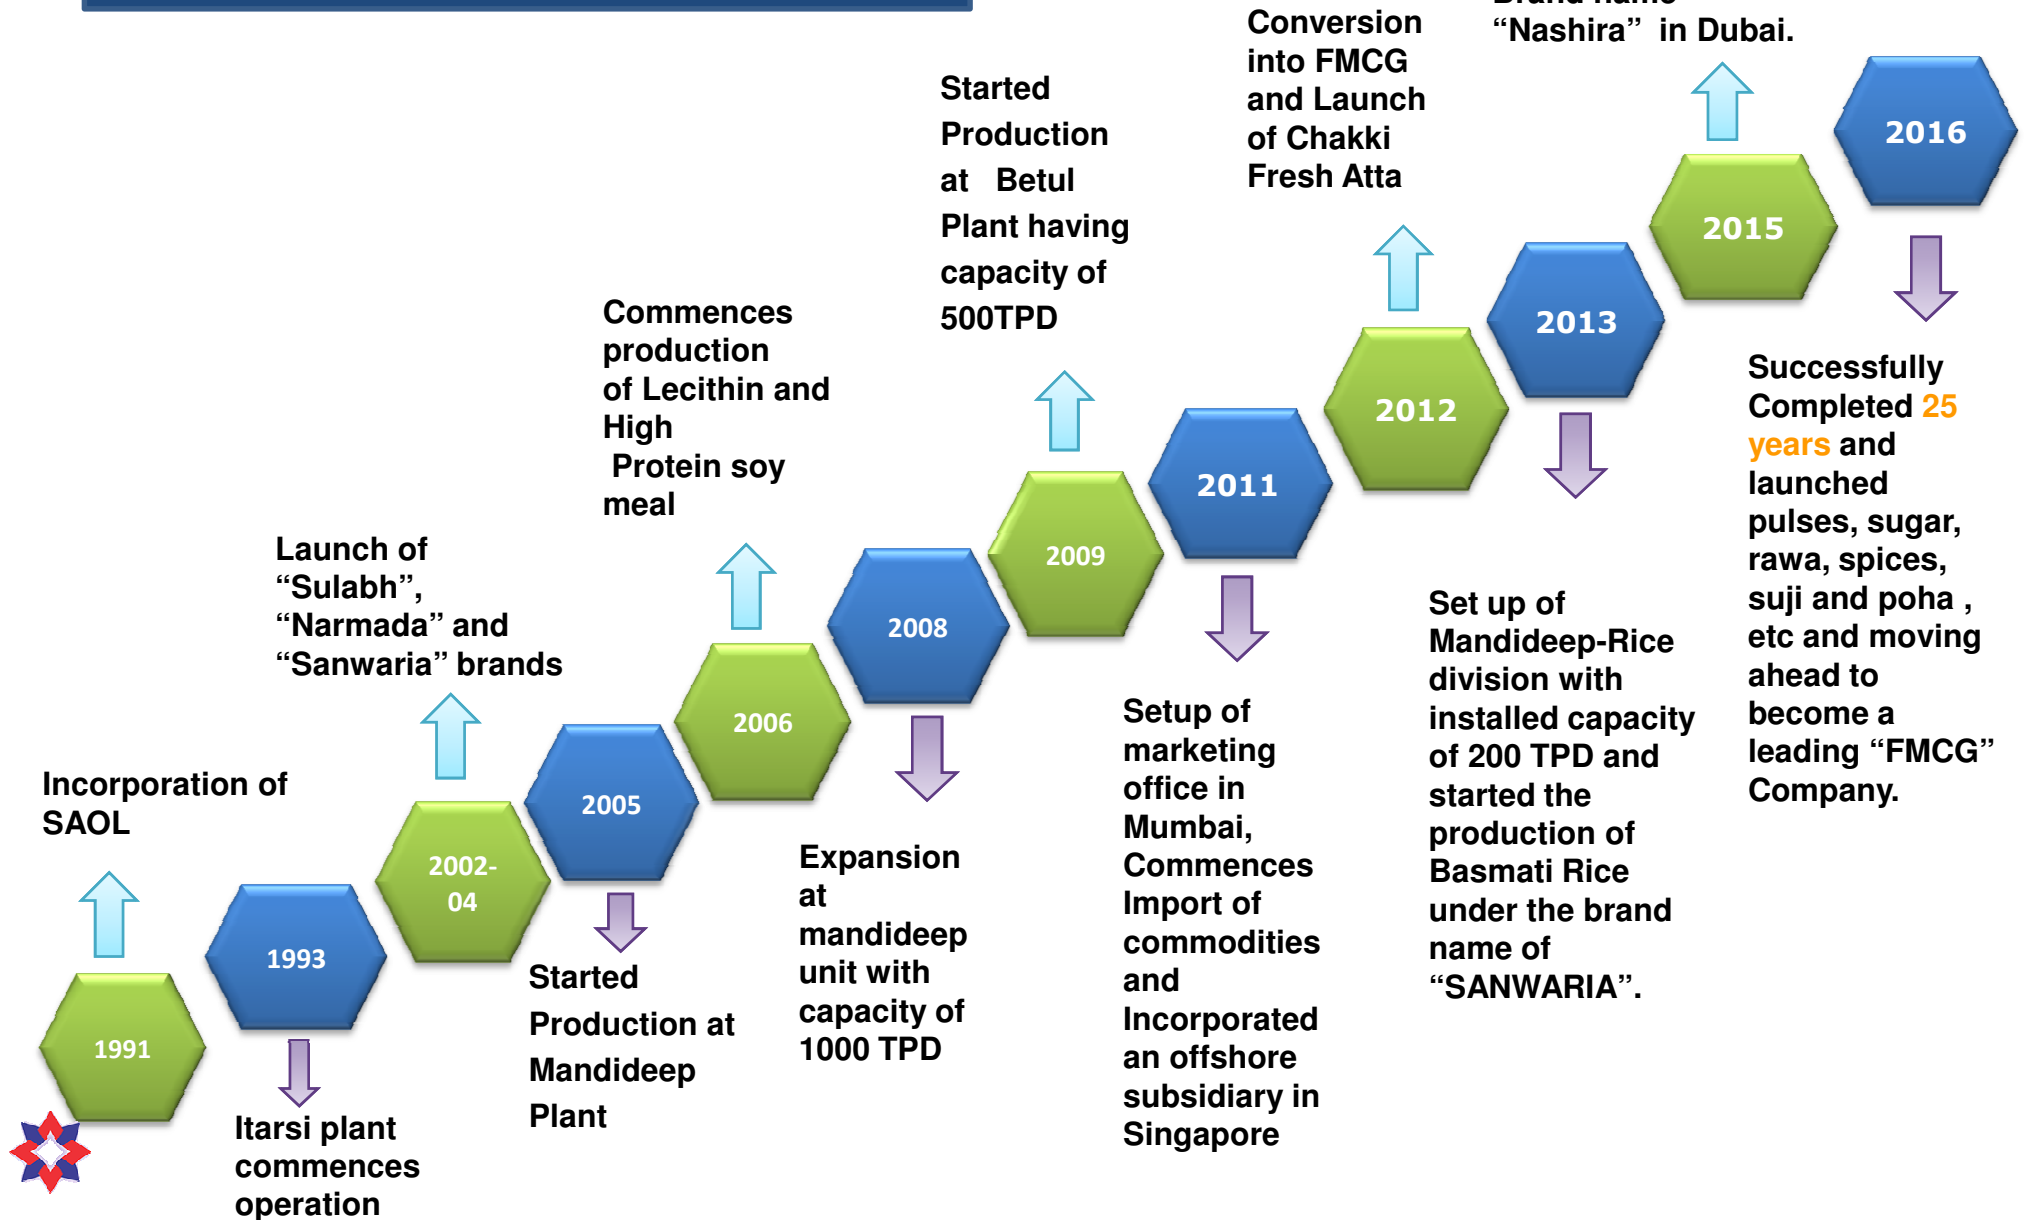 Brand name
“Nashira” in Dubai.
Conversion
into FMCG
and Launch
of Chakki
Fresh Atta
Started
Production
at Betul
Plant having
capacity of
500TPD
Commences
production
of Lecithin and
High
Protein soy
meal
Launch of
“Sulabh”,
“Narmada” and
“Sanwaria” brands
Incorporation of
SAOL
1991
1993
2002-
04
2005
2006
2008
2009
2011
2012
2013
2015
2016
Itarsi plant
commences
operation
Started
Production at
Mandideep
Plant
Expansion
at
mandideep
unit with
capacity of
1000 TPD
Setup of
marketing
office in
Mumbai,
Commences
Import of
commodities
and
Incorporated
an offshore
subsidiary in
Singapore
Set up of
Mandideep-Rice
division with
installed capacity
of 200 TPD and
started the
production of
Basmati Rice
under the brand
name of
“SANWARIA”.
Successfully
Completed 25
years and
launched
pulses, sugar,
rawa, spices,
suji and poha ,
etc and moving
ahead to
become a
leading “FMCG”
Company.